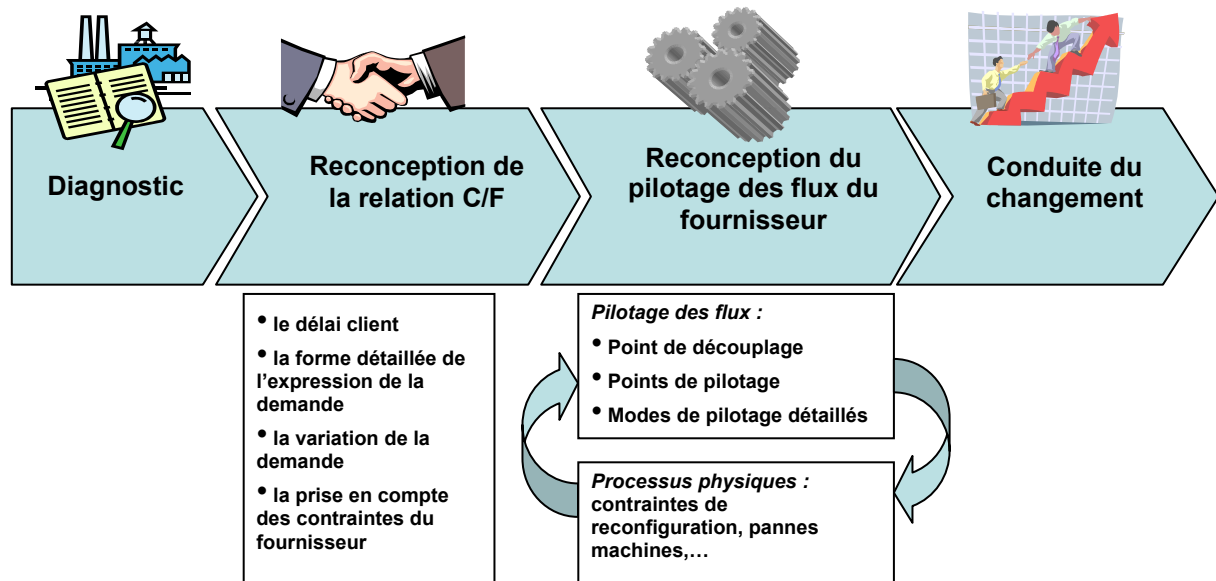 Diagnostic
Reconception de
la relation C/F
Reconception du
pilotage des flux du
fournisseur
Conduite du
changement
• le délai client
• la forme détaillée de
l'expression de la
demande
• la variation de la
demande
• la prise en compte
des contraintes du
fournisseur
Pilotage des flux :
• Point de découplage
• Points de pilotage
• Modes de pilotage détaillés
Processus physiques :
contraintes de
reconfiguration, pannes
machines,…